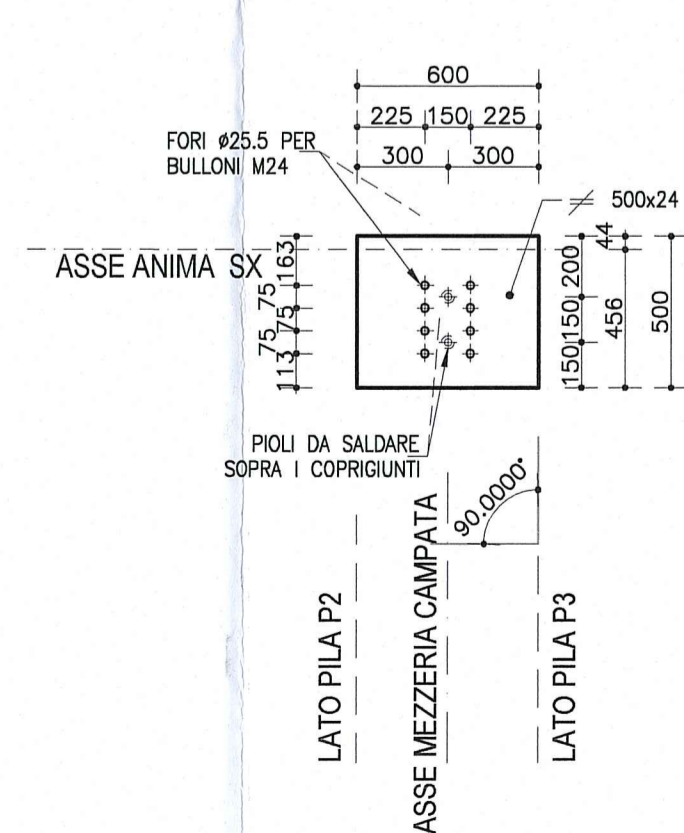 600
225 150 225
300 300
FORI ø25.5 PER
BULLONI M24
500x24
ASSE ANIMA SX
163
75
75
75
113
200
150
150
44
456
500
PIOLI DA SALDARE
SOPRA I COPRIGIUNTI
90.0000°
LATO PILA P2
ASSE MEZZERIA CAMPATA
LATO PILA P3